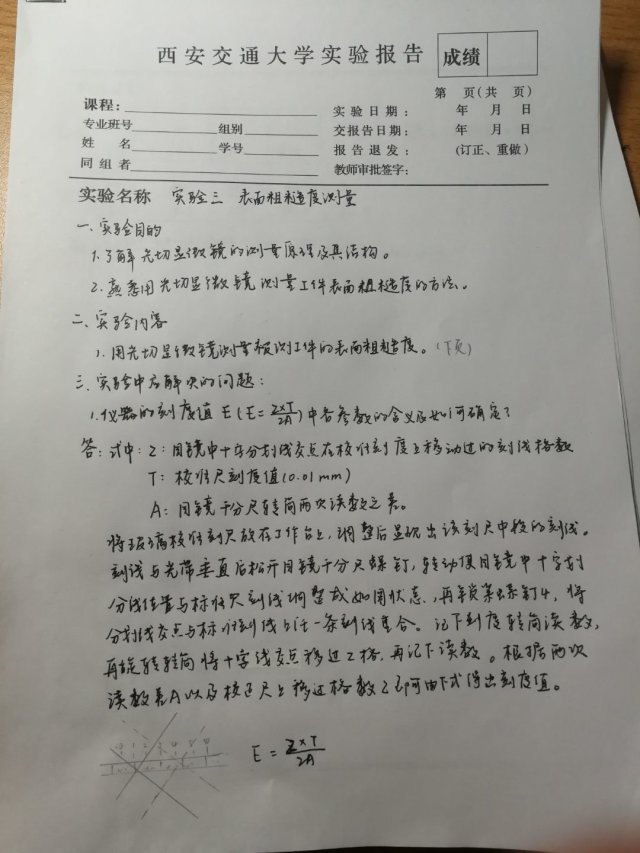 西安交通大学实验报告 成绩
第 页(共 页)
课程: 实验日期: 年 月 日
专业班号 组别 交报告日期: 年 月 日
姓名 学号 报告退发: (订正、重做)
同组者 教师审批签字:
实验名称 实验三 表面粗糙度测量
一、实验目的
1. 了解光切显微镜的测量原理及其结构。
2. 熟悉用光切显微镜测量工件表面粗糙度的方法。
二、实验内容
1. 用光切显微镜测量被测工件的表面粗糙度。(下页)
三、实验中应解决的问题:
1. 仪器的刻度值E(E=Z×T/2A)中各参数的含义及如何确定?
答: 式中: Z: 目镜中十字分划线交点在校准刻度上移动过的刻线格数
T: 校准尺刻度值(0.01mm)
A: 目镜千分尺转筒两次读数之差。
将玻璃校准刻尺放在工作台上,调整后呈现出该刻尺中段的刻线。
刻线与光带垂直后松开目镜千分尺螺钉,转动使目镜中十字划
分线位置与标准尺刻线调整成如图状态,再锁紧螺钉4,将
分划线交点与标准刻线上任一条刻线重合。记下刻度转筒读数,
再旋转转筒将十字线交点移过Z格,再记下读数。根据两次
读数差A以及校正尺上移过格数Z即可由下式得出刻度值。
E=Z×T/2A